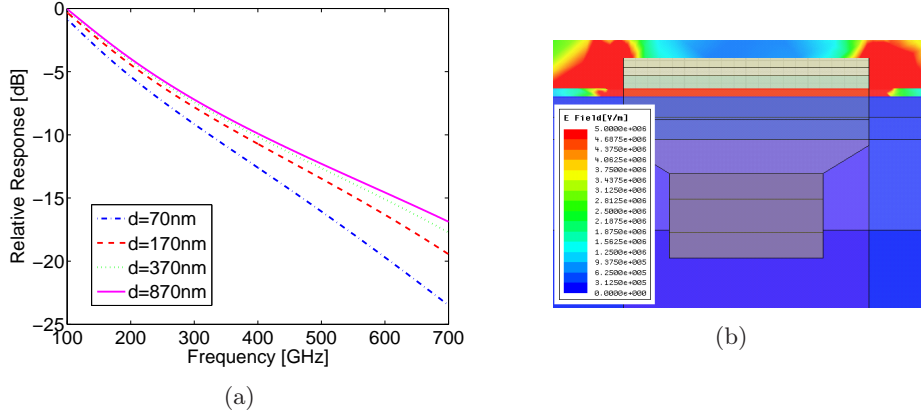 0
−5
−10
−15
−20
−25
Relative Response [dB]
d=70nm
d=170nm
d=370nm
d=870nm
100 200 300 400 500 600 700
Frequency [GHz]
(a)
E Field[V/m]
5.0000e+006
4.6875e+006
4.3750e+006
4.0625e+006
3.7500e+006
3.4375e+006
3.1250e+006
2.8125e+006
2.5000e+006
2.1875e+006
1.8750e+006
1.5625e+006
1.2500e+006
9.3750e+005
6.2500e+005
3.1250e+005
0.0000e+000
(b)